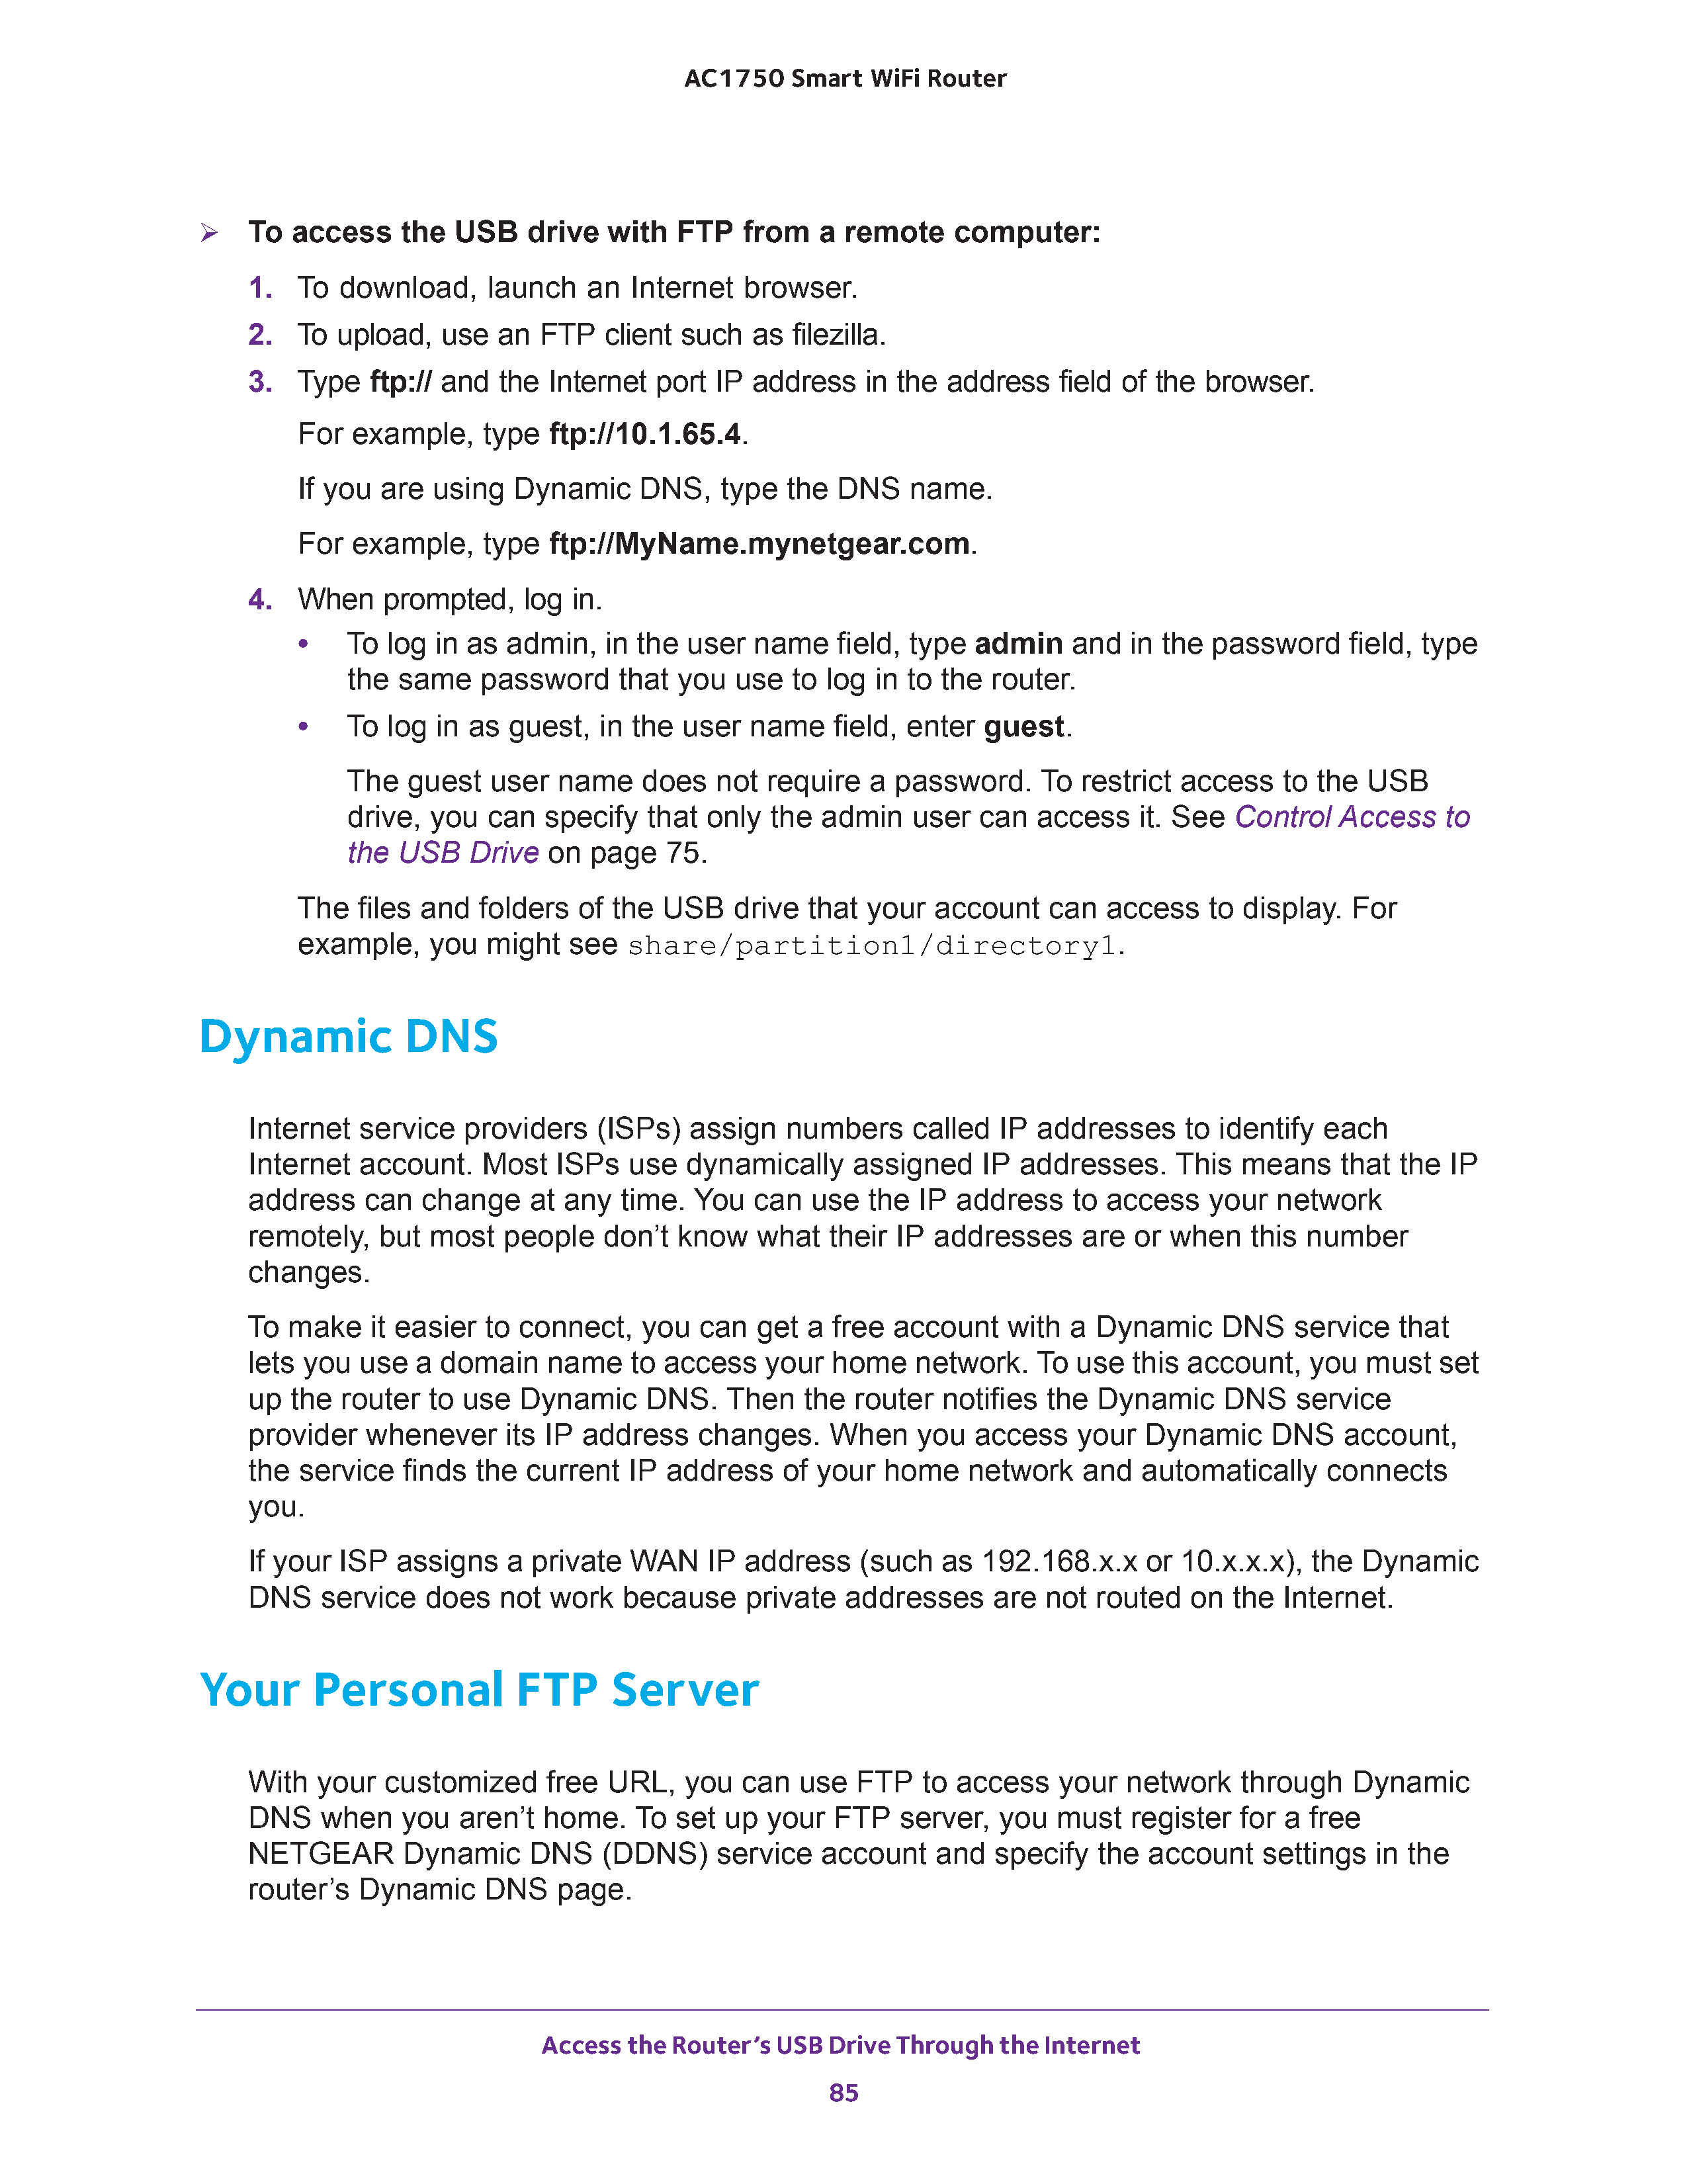 AC1750 Smart WiFi Router
➢ To access the USB drive with FTP from a remote computer:
1. To download, launch an Internet browser.
2. To upload, use an FTP client such as filezilla.
3. Type ftp:// and the Internet port IP address in the address field of the browser.
For example, type ftp://10.1.65.4.
If you are using Dynamic DNS, type the DNS name.
For example, type ftp://MyName.mynetgear.com.
4. When prompted, log in.
• To log in as admin, in the user name field, type admin and in the password field, type
the same password that you use to log in to the router.
• To log in as guest, in the user name field, enter guest.
The guest user name does not require a password. To restrict access to the USB
drive, you can specify that only the admin user can access it. See Control Access to
the USB Drive on page 75.
The files and folders of the USB drive that your account can access to display. For
example, you might see share/partition1/directory1.
Dynamic DNS
Internet service providers (ISPs) assign numbers called IP addresses to identify each
Internet account. Most ISPs use dynamically assigned IP addresses. This means that the IP
address can change at any time. You can use the IP address to access your network
remotely, but most people don’t know what their IP addresses are or when this number
changes.
To make it easier to connect, you can get a free account with a Dynamic DNS service that
lets you use a domain name to access your home network. To use this account, you must set
up the router to use Dynamic DNS. Then the router notifies the Dynamic DNS service
provider whenever its IP address changes. When you access your Dynamic DNS account,
the service finds the current IP address of your home network and automatically connects
you.
If your ISP assigns a private WAN IP address (such as 192.168.x.x or 10.x.x.x), the Dynamic
DNS service does not work because private addresses are not routed on the Internet.
Your Personal FTP Server
With your customized free URL, you can use FTP to access your network through Dynamic
DNS when you aren’t home. To set up your FTP server, you must register for a free
NETGEAR Dynamic DNS (DDNS) service account and specify the account settings in the
router’s Dynamic DNS page.
Access the Router’s USB Drive Through the Internet
85